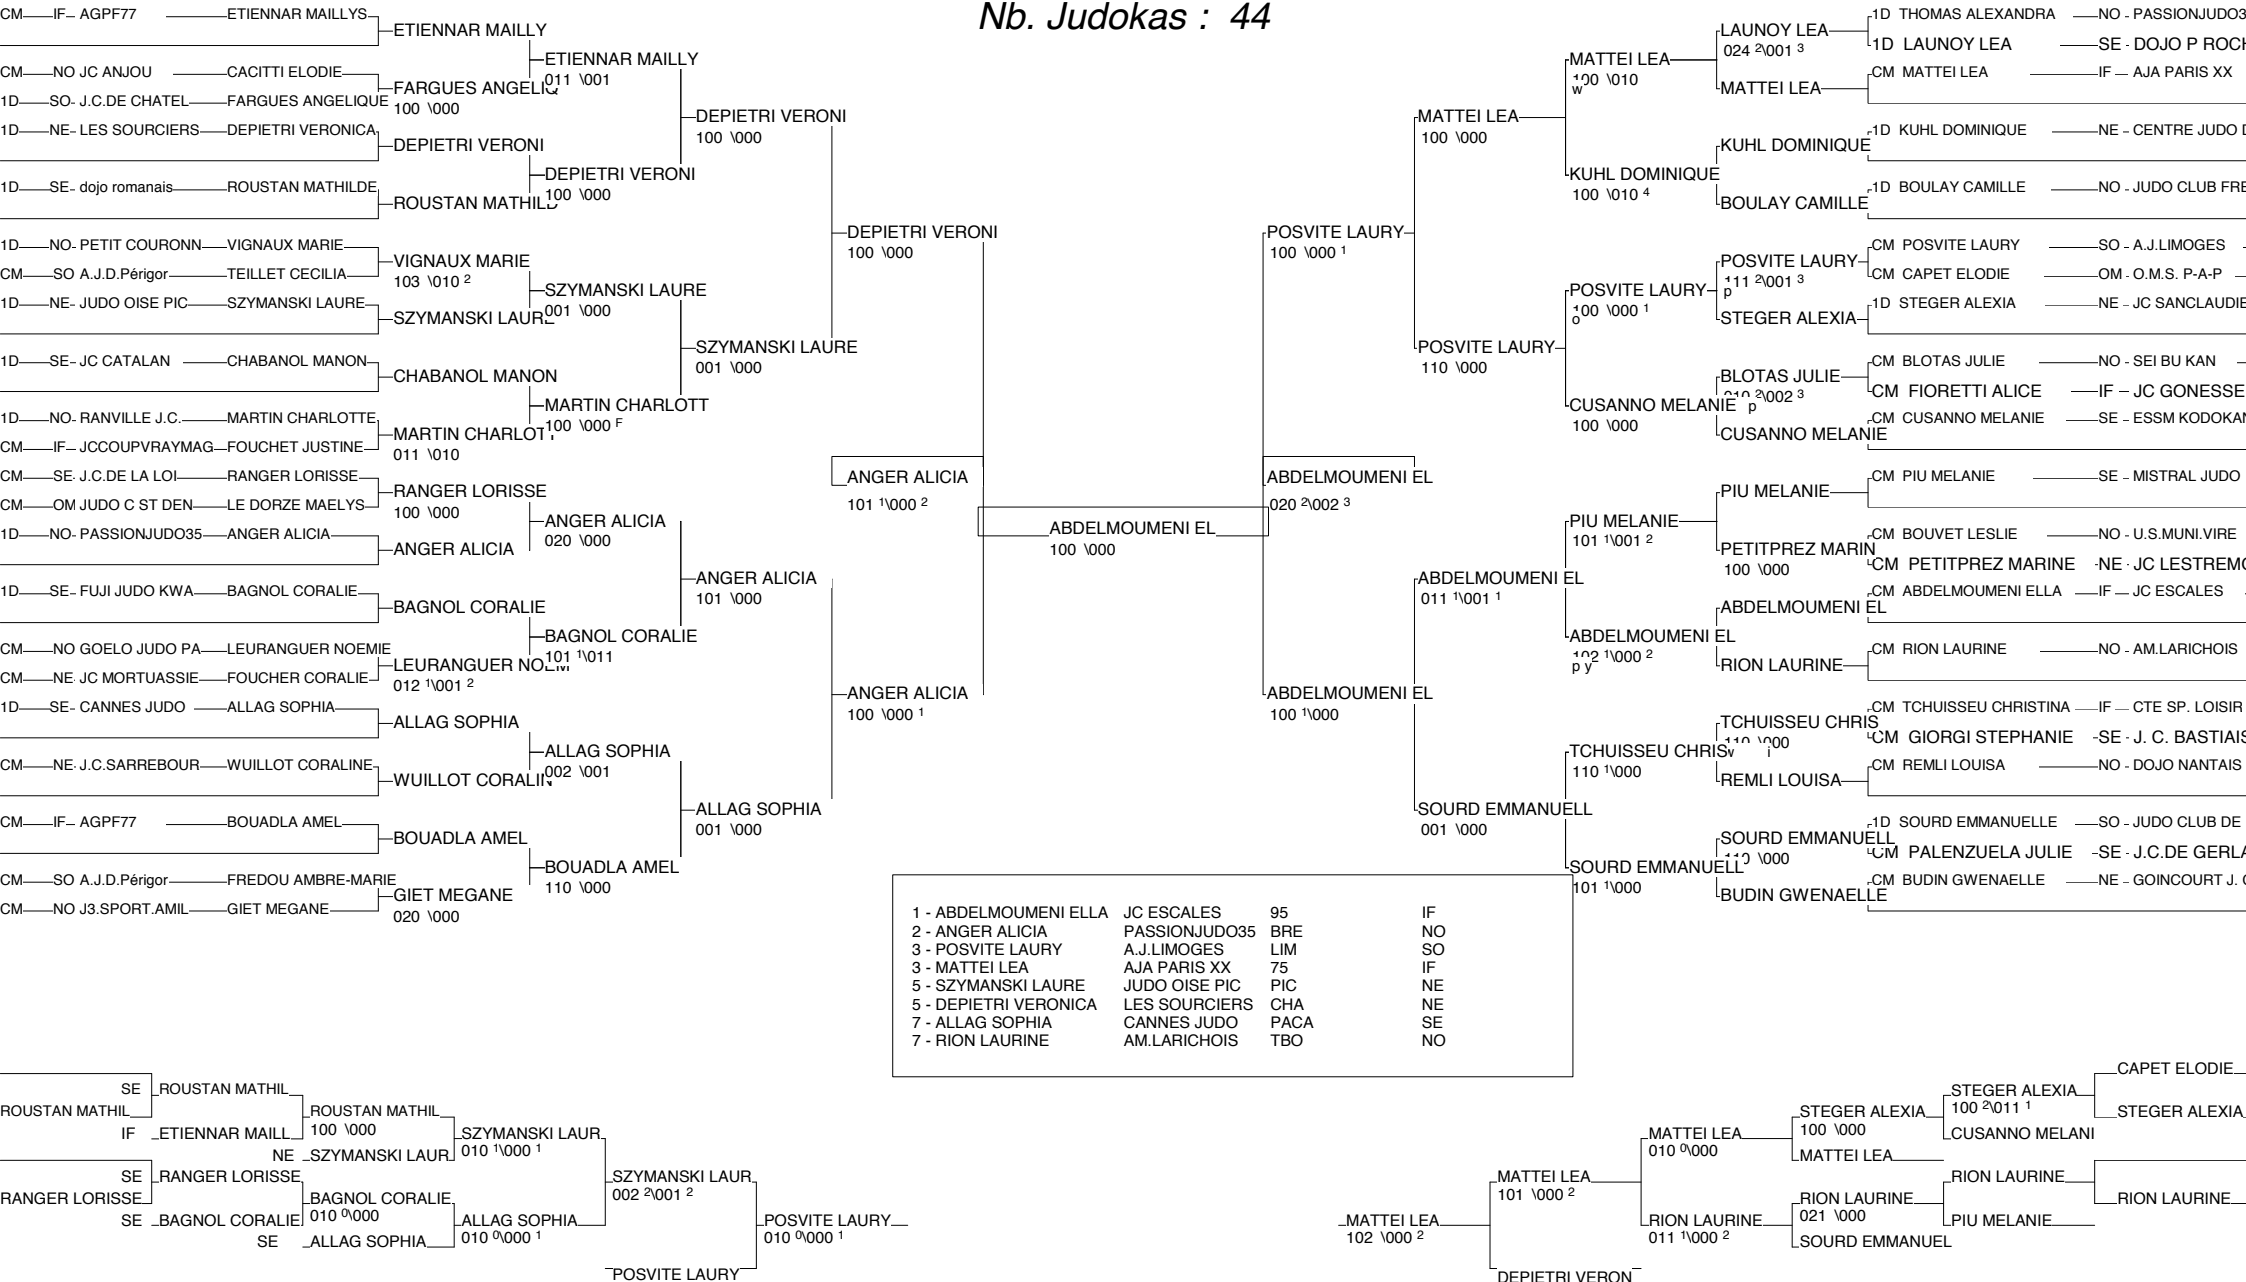 Nb. Judokas : 44
CM IF AGPF77 ETIENNAR MAILLYS
CM NO JC ANJOU CACITTI ELODIE
1D SO J.C.DE CHATEL FARGUES ANGELIQUE
1D NE LES SOURCIERS DEPIETRI VERONICA
1D SE dojo romanais ROUSTAN MATHILDE
1D NO PETIT COURONN VIGNAUX MARIE
CM SO A.J.D.Périgor TEILLET CECILIA
1D NE JUDO OISE PIC SZYMANSKI LAURE
1D SE JC CATALAN CHABANOL MANON
1D NO RANVILLE J.C. MARTIN CHARLOTTE
CM IF JCCOUPVRAYMAG FOUCHET JUSTINE
CM SE J.C.DE LA LOI RANGER LORISSE
CM OM JUDO C ST DEN LE DORZE MAELYS
1D NO PASSIONJUDO35 ANGER ALICIA
1D SE FUJI JUDO KWA BAGNOL CORALIE
CM NO GOELO JUDO PA LEURANGUER NOEMIE
CM NE JC MORTUASSIE FOUCHER CORALIE
1D SE CANNES JUDO ALLAG SOPHIA
CM NE J.C.SARREBOUR WUILLOT CORALINE
CM IF AGPF77 BOUADLA AMEL
CM SO A.J.D.Périgor FREDOU AMBRE-MARIE
CM NO J3.SPORT.AMIL GIET MEGANE
ETIENNAR MAILLY
FARGUES ANGELIQ
100 \000
DEPIETRI VERONI
ROUSTAN MATHIL
VIGNAUX MARIE
103 \010 2
SZYMANSKI LAURE
CHABANOL MANON
MARTIN CHARLOT
011 \010
RANGER LORISSE
100 \000
ANGER ALICIA
BAGNOL CORALIE
LEURANGUER NOEM
012 1\001 2
ALLAG SOPHIA
WUILLOT CORALIN
BOUADLA AMEL
GIET MEGANE
020 \000
ETIENNAR MAILLY
011 \001
DEPIETRI VERONI
100 \000
SZYMANSKI LAURE
001 \000
MARTIN CHARLOTT
100 \000 F
ANGER ALICIA
020 \000
BAGNOL CORALIE
101 1\011
ALLAG SOPHIA
002 \001
BOUADLA AMEL
110 \000
DEPIETRI VERONI
100 \000
SZYMANSKI LAURE
001 \000
ANGER ALICIA
101 \000
ALLAG SOPHIA
001 \000
DEPIETRI VERONI
100 \000
ANGER ALICIA
100 \000 1
ANGER ALICIA
101 1\000 2
ABDELMOUMENI EL
100 \000
ABDELMOUMENI EL
020 2\002 3
POSVITE LAURY
100 \000 1
ABDELMOUMENI EL
100 1\000
MATTEI LEA
100 \000
POSVITE LAURY
110 \000
ABDELMOUMENI EL
011 1\001 1
SOURD EMMANUELL
001 \000
MATTEI LEA
100 \010
w
KUHL DOMINIQUE
100 \010 4
POSVITE LAURY
100 \000 1
o
CUSANNO MELANIE
100 \000
PIU MELANIE
101 1\001 2
ABDELMOUMENI EL
102 1\000 2
p y
TCHUISSEU CHRIS
110 1\000
SOURD EMMANUELL
101 1\000
LAUNOY LEA
024 2\001 3
MATTEI LEA
KUHL DOMINIQUE
BOULAY CAMILLE
POSVITE LAURY
111 2\001 3
p
STEGER ALEXIA
BLOTAS JULIE
010 2\002 3
p
CUSANNO MELANIE
PIU MELANIE
PETITPREZ MARIN
100 \000
ABDELMOUMENI EL
RION LAURINE
TCHUISSEU CHRIS
110 \000
w i
REMLI LOUISA
SOURD EMMANUELL
110 \000
BUDIN GWENAELLE
1D THOMAS ALEXANDRA NO - PASSIONJUDO3
1D LAUNOY LEA SE - DOJO P ROCH
CM MATTEI LEA IF AJA PARIS XX
1D KUHL DOMINIQUE NE - CENTRE JUDO D
1D BOULAY CAMILLE NO - JUDO CLUB FRE
CM POSVITE LAURY SO - A.J.LIMOGES
CM CAPET ELODIE OM - O.M.S. P-A-P
1D STEGER ALEXIA NE - JC SANCLAUDIE
CM BLOTAS JULIE NO - SEI BU KAN
CM FIORETTI ALICE IF JC GONESSE
CM CUSANNO MELANIE SE - ESSM KODOKAN
CM PIU MELANIE SE - MISTRAL JUDO
CM BOUVET LESLIE NO - U.S.MUNI.VIRE
CM PETITPREZ MARINE NE - JC LESTREMO
CM ABDELMOUMENI ELLA IF JC ESCALES
CM RION LAURINE NO - AM.LARICHOIS
CM TCHUISSEU CHRISTINA IF CTE SP. LOISIR
CM GIORGI STEPHANIE SE - J. C. BASTIAIS
CM REMLI LOUISA NO - DOJO NANTAIS
1D SOURD EMMANUELLE SO - JUDO CLUB DE
CM PALENZUELA JULIE SE - J.C.DE GERLA
CM BUDIN GWENAELLE NE - GOINCOURT J. C
1 - ABDELMOUMENI ELLA JC ESCALES 95 IF
2 - ANGER ALICIA PASSIONJUDO35 BRE NO
3 - POSVITE LAURY A.J.LIMOGES LIM SO
3 - MATTEI LEA AJA PARIS XX 75 IF
5 - SZYMANSKI LAURE JUDO OISE PIC PIC NE
5 - DEPIETRI VERONICA LES SOURCIERS CHA NE
7 - ALLAG SOPHIA CANNES JUDO PACA SE
7 - RION LAURINE AM.LARICHOIS TBO NO
ROUSTAN MATHIL
RANGER LORISSE
SE ROUSTAN MATHIL
IF ETIENNAR MAILL
SE RANGER LORISSE
SE BAGNOL CORALIE
ROUSTAN MATHIL
100 \000
NE SZYMANSKI LAUR
BAGNOL CORALIE
010 0\000
SE ALLAG SOPHIA
SZYMANSKI LAUR
010 1\000 1
ALLAG SOPHIA
010 0\000 1
SZYMANSKI LAUR
002 2\001 2
POSVITE LAURY
POSVITE LAURY
010 0\000 1
MATTEI LEA
102 \000 2
MATTEI LEA
101 \000 2
DEPIETRI VERON
MATTEI LEA
010 0\000
RION LAURINE
011 1\000 2
STEGER ALEXIA
100 \000
MATTEI LEA
RION LAURINE
021 \000
SOURD EMMANUEL
STEGER ALEXIA
100 2\011 1
CUSANNO MELANI
RION LAURINE
PIU MELANIE
CAPET ELODIE
STEGER ALEXIA
RION LAURINE